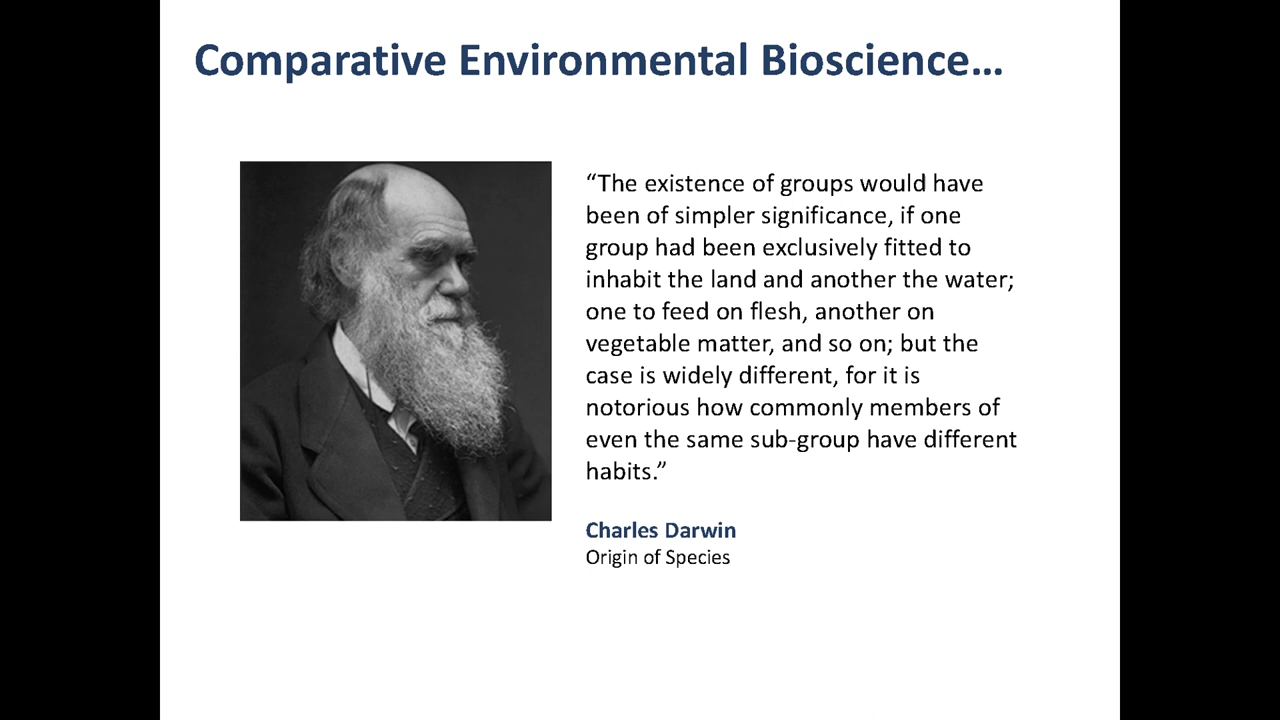 Comparative Environmental Bioscience…
“The existence of groups would have
been of simpler significance, if one
group had been exclusively fitted to
inhabit the land and another the water;
one to feed on flesh, another on
vegetable matter, and so on; but the
case is widely different, for it is
notorious how commonly members of
even the same sub-group have different
habits.”
Charles Darwin
Origin of Species